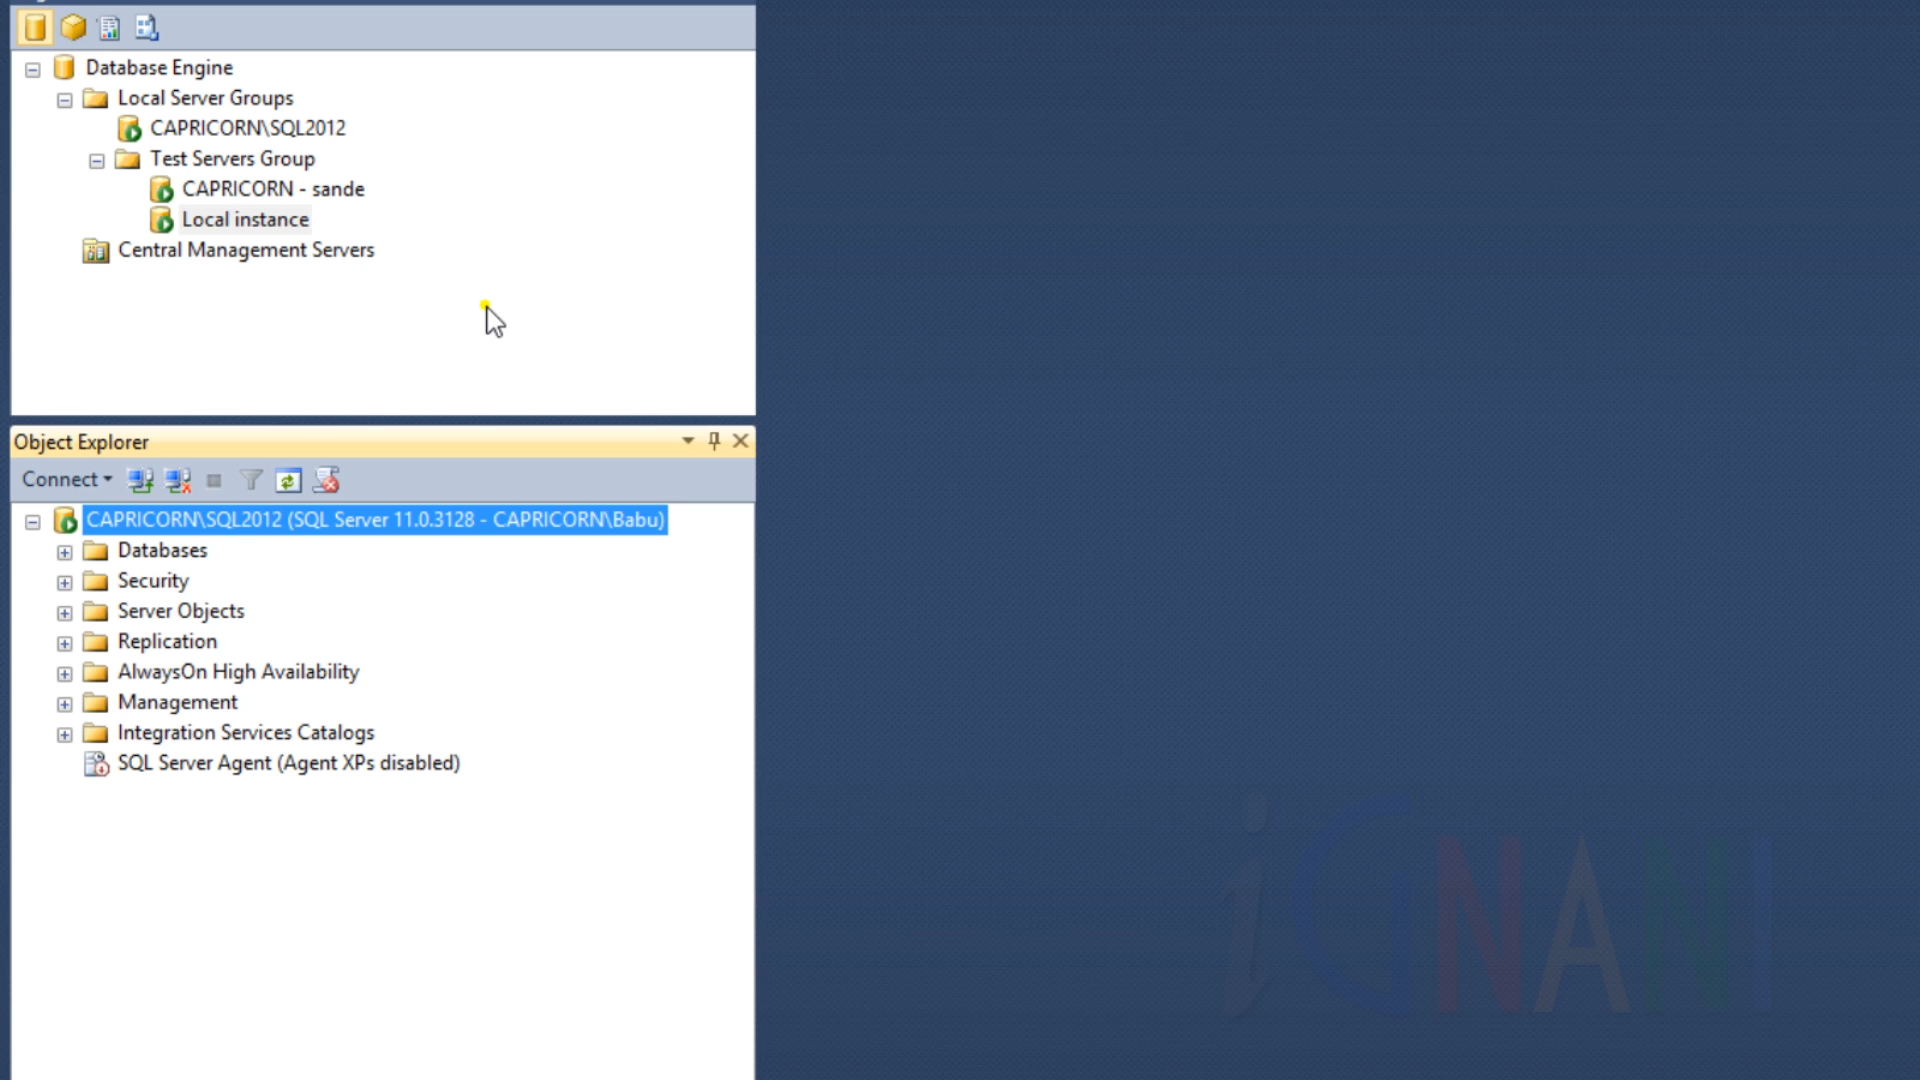 Database Engine
Local Server Groups
CAPRICORN\SQL2012
Test Servers Group
CAPRICORN - sande
Local instance
Central Management Servers
Object Explorer
Connect
CAPRICORN\SQL2012 (SQL Server 11.0.3128 - CAPRICORN\Babu)
Databases
Security
Server Objects
Replication
AlwaysOn High Availability
Management
Integration Services Catalogs
SQL Server Agent (Agent XPs disabled)